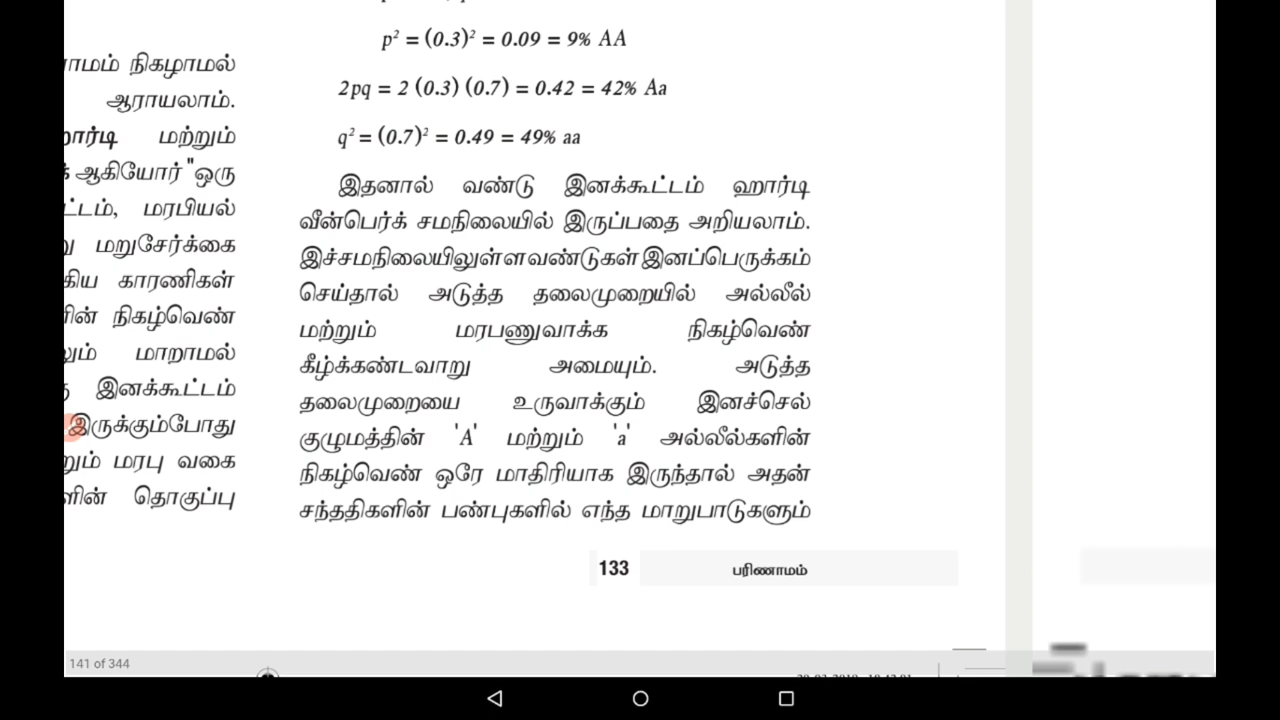 நிகழாமல்
ஆராயலாம்.
மற்றும்
ஆகியோர் "ஒரு
மரபியல்
மறுசேர்க்கை
காரணிகள்
நிகழ்வெண்
மாறாமல்
இனக்கூட்டம்
இருக்கும்போது
மரபு வகை
தொகுப்பு
p² = (0.3)² = 0.09 = 9% AA
2pq = 2 (0.3) (0.7) = 0.42 = 42% Aa
q² = (0.7)² = 0.49 = 49% aa
இதனால் வண்டு இனக்கூட்டம் ஹார்டி
வீன்பெர்க் சமநிலையில் இருப்பதை அறியலாம்.
இச்சமநிலையிலுள்ள வண்டுகள் இனப்பெருக்கம்
செய்தால் அடுத்த தலைமுறையில் அல்லீல்
மற்றும் மரபணுவாக்க நிகழ்வெண்
கீழ்க்கண்டவாறு அமையும். அடுத்த
தலைமுறையை உருவாக்கும் இனச்செல்
குழுமத்தின் 'A' மற்றும் 'a' அல்லீல்களின்
நிகழ்வெண் ஒரே மாதிரியாக இருந்தால் அதன்
சந்ததிகளின் பண்புகளில் எந்த மாறுபாடுகளும்
133 பரிணாமம்
141 of 344